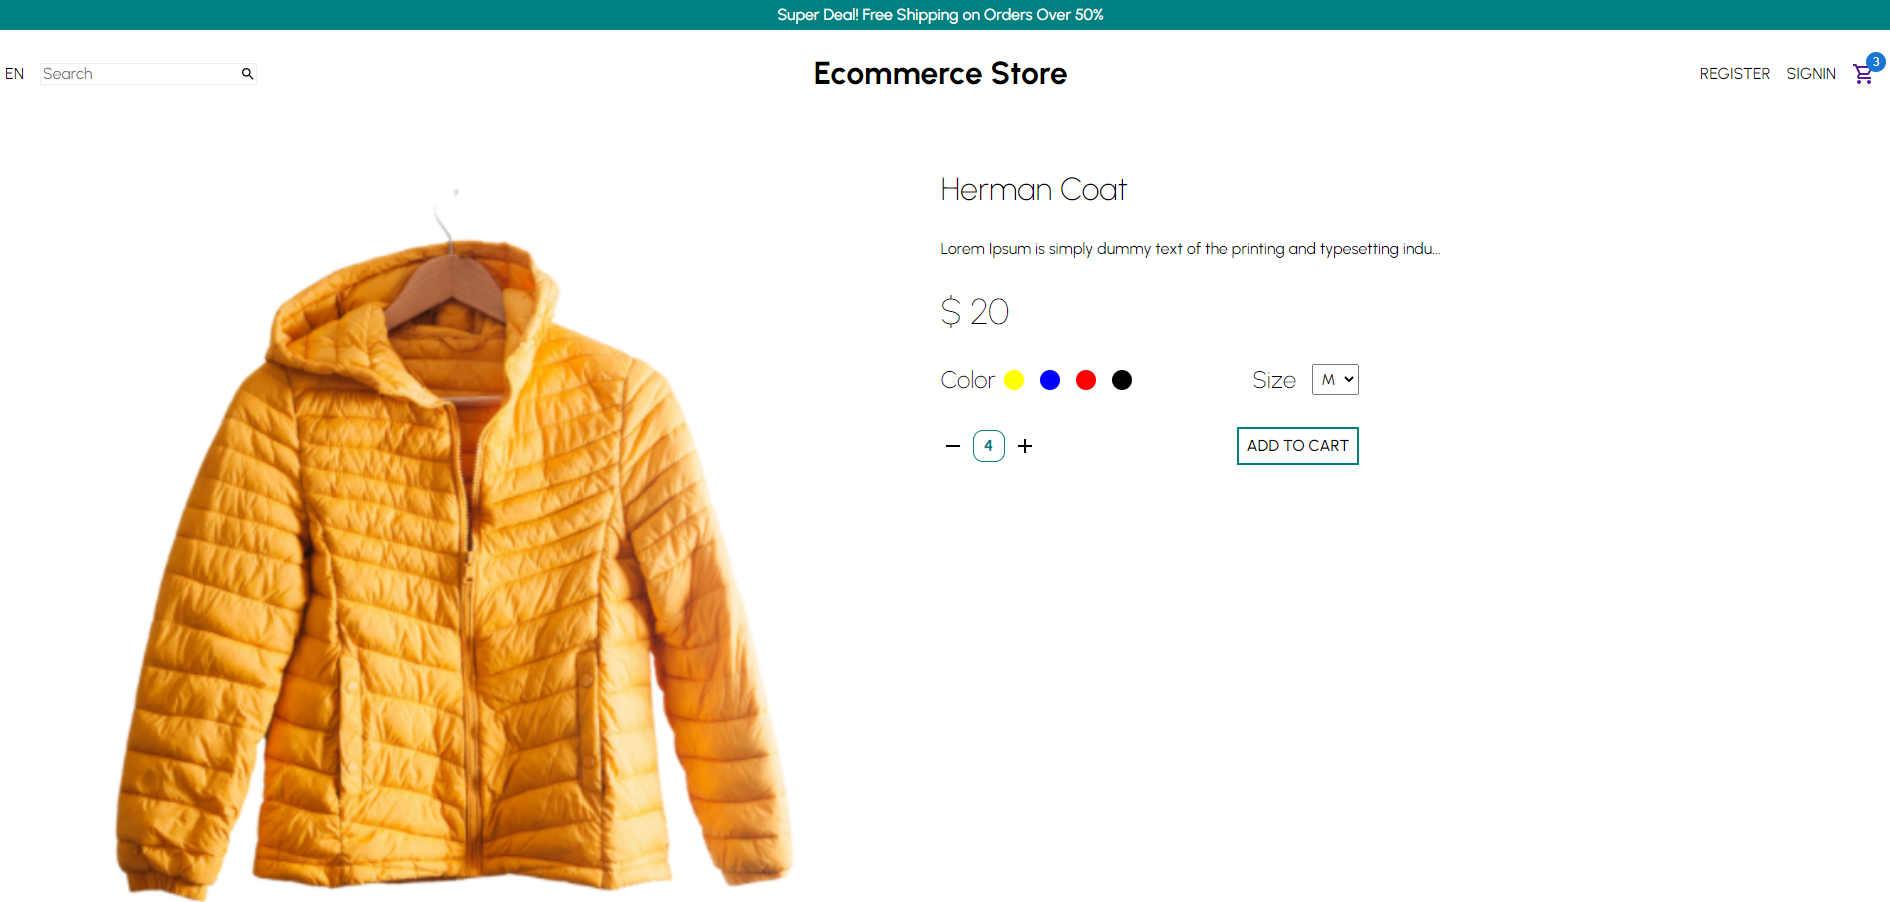 Super Deal! Free Shipping on Orders Over 50%
EN
Search
Ecommerce Store
REGISTER
SIGNIN
3
Herman Coat
Lorem Ipsum is simply dummy text of the printing and typesetting indu...
$ 20
Color
Size
M
4
ADD TO CART